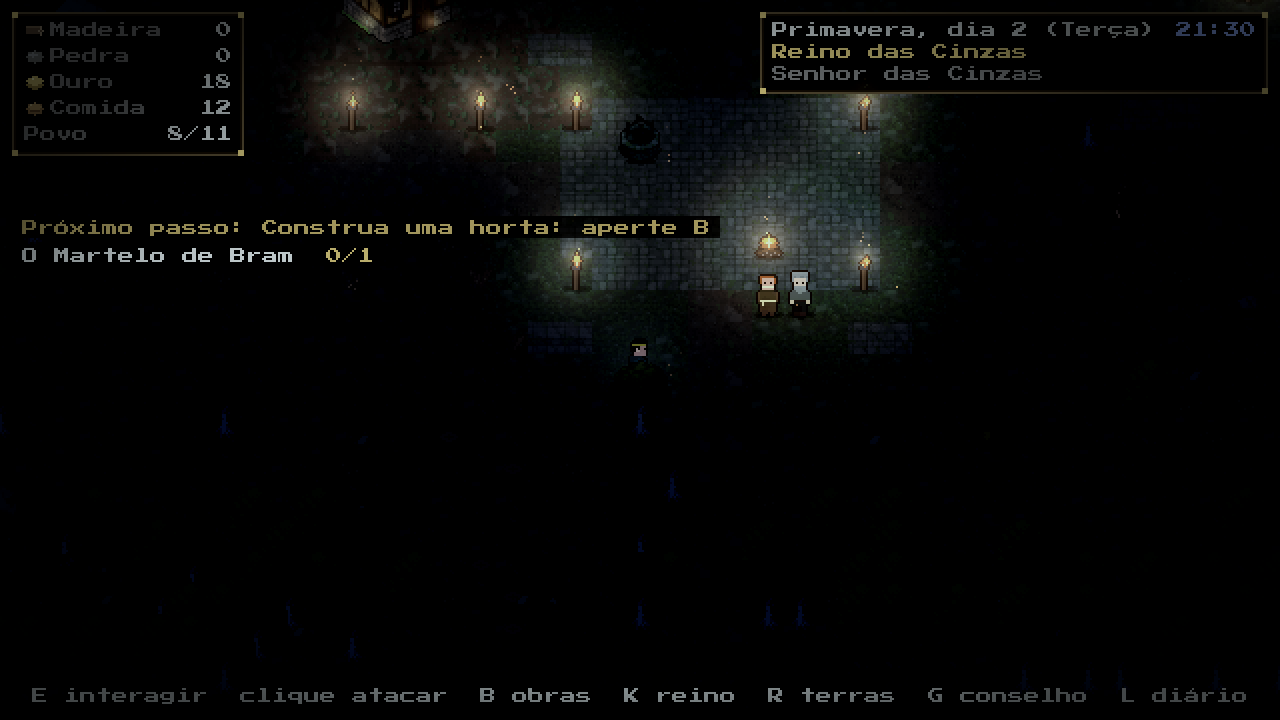 Madeira 0
Pedra 0
Ouro 18
Comida 12
Povo 8/11
Primavera, dia 2 (Terça) 21:30
Reino das Cinzas
Senhor das Cinzas
Próximo passo: Construa uma horta: aperte B
O Martelo de Bram 0/1
E interagir clique atacar B obras K reino R terras G conselho L diário